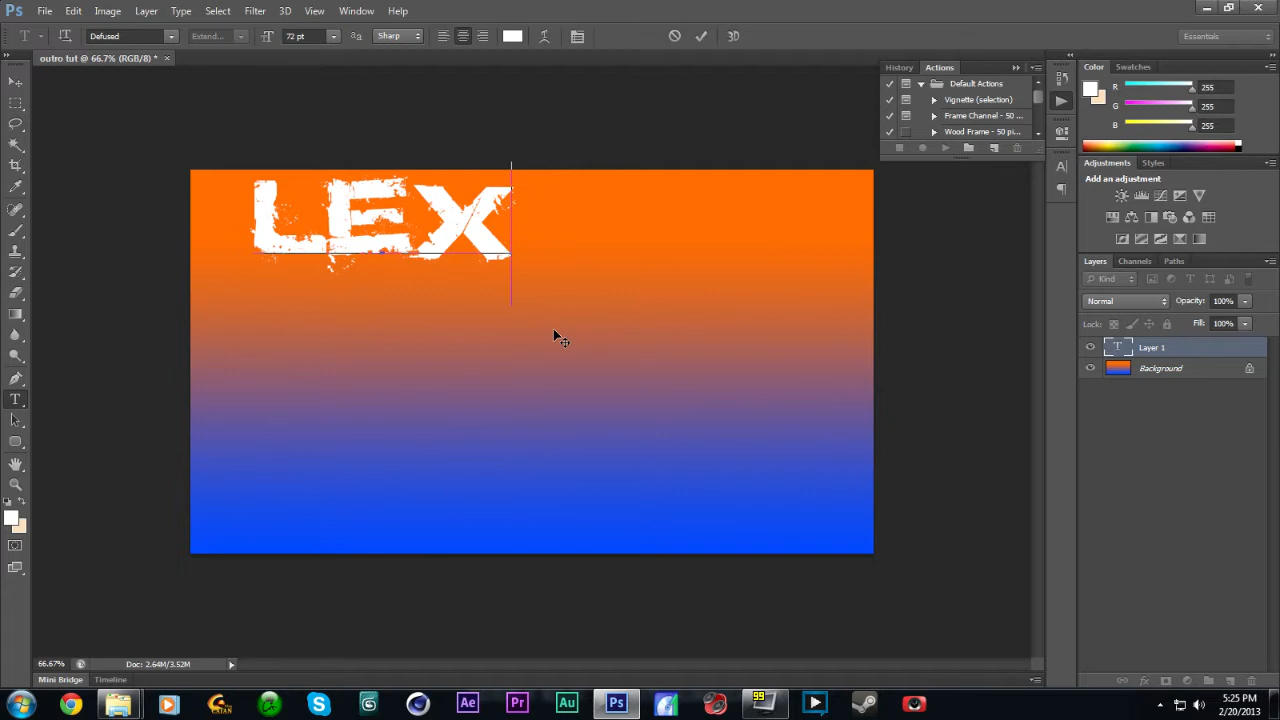 Ps File Edit Image Layer Type Select Filter 3D View Window Help
T Defused Extend... 72 pt Sharp 3D Essentials
outro tut @ 66.7% (RGB/8) * ×
History Actions
Default Actions
Vignette (selection)
Frame Channel - 50 ...
Wood Frame - 50 pi...
Color Swatches
R 255
G 255
B 255
Adjustments Styles
Add an adjustment
Layers Channels Paths
Kind
Normal Opacity: 100%
Lock: Fill: 100%
T Layer 1
Background
LEX
66.67% Doc: 2.64M/3.52M
Mini Bridge Timeline
Ae Pr Au Ps 99
5:25 PM
2/20/2013